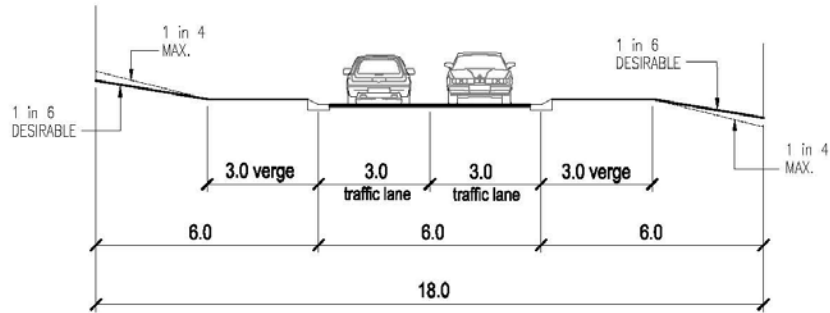 1 in 4
MAX.
1 in 6
DESIRABLE
1 in 6
DESIRABLE
1 in 4
MAX.
3.0 verge
3.0
traffic lane
3.0
traffic lane
3.0 verge
6.0
6.0
6.0
18.0